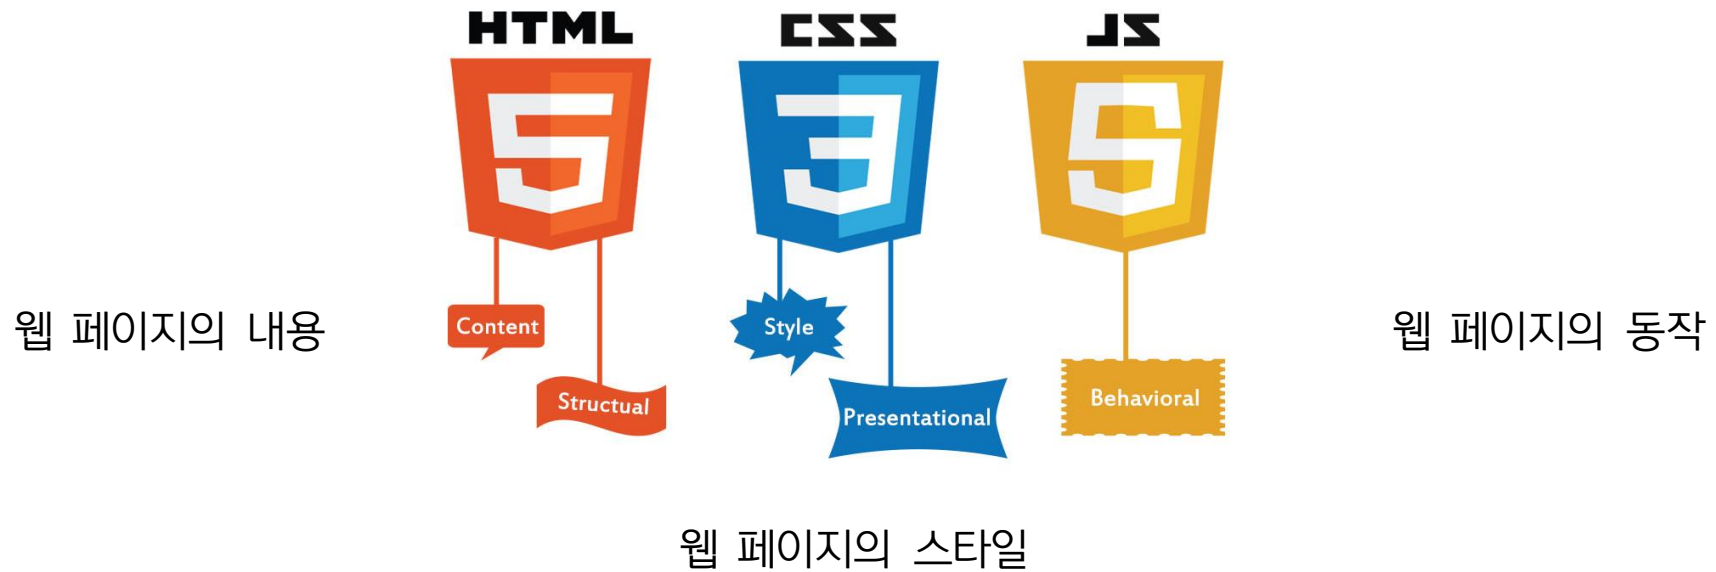 HTML
CSS
JS
5
3
S
Content
Style
Structual
Presentational
Behavioral
웹 페이지의 내용
웹 페이지의 동작
웹 페이지의 스타일